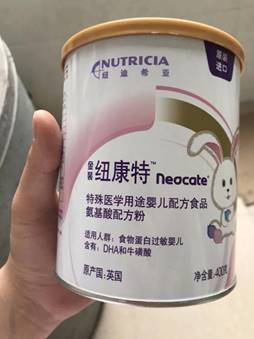 NUTRICIA
纽迪希亚
原装
进口
金装
纽康特™ Neocate®
特殊医学用途婴儿配方食品
氨基酸配方粉
适用人群：食物蛋白过敏婴儿
含有：DHA和牛磺酸
原产国：英国
净含量：400克